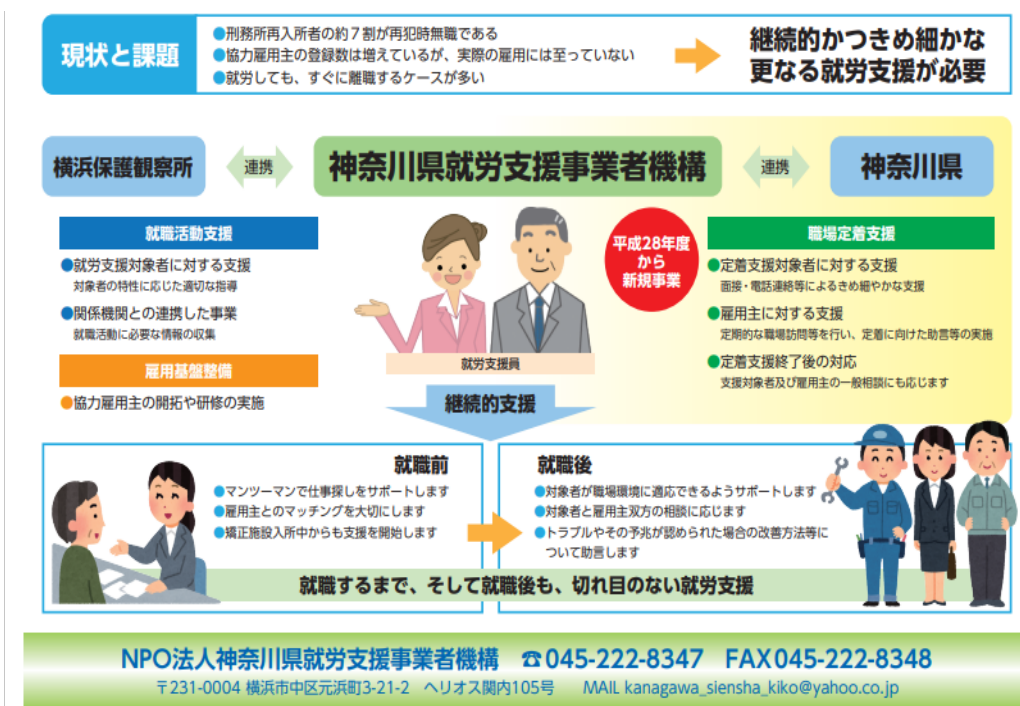 現状と課題
●刑務所再入所者の約7割が再犯時無職である
●協力雇用主の登録数は増えているが、実際の雇用には至っていない
●就労しても、すぐに離職するケースが多い
継続的かつきめ細かな
更なる就労支援が必要
横浜保護観察所
連携
神奈川県就労支援事業者機構
連携
神奈川県
就職活動支援
●就労支援対象者に対する支援
対象者の特性に応じた適切な指導
●関係機関との連携した事業
就職活動に必要な情報の収集
雇用基盤整備
●協力雇用主の開拓や研修の実施
就労支援員
平成28年度
から
新規事業
職場定着支援
●定着支援対象者に対する支援
面接・電話連絡等によるきめ細やかな支援
●雇用主に対する支援
定期的な職場訪問等を行い、定着に向けた助言等の実施
●定着支援終了後の対応
支援対象者及び雇用主の一般相談にも応じます
継続的支援
就職前
●マンツーマンで仕事探しをサポートします
●雇用主とのマッチングを大切にします
●矯正施設入所中からも支援を開始します
就職後
●対象者が職場環境に適応できるようサポートします
●対象者と雇用主双方の相談に応じます
●トラブルやその予兆が認められた場合の改善方法等に
ついて助言します
就職するまで、そして就職後も、切れ目のない就労支援
NPO法人神奈川県就労支援事業者機構 ☎045-222-8347 FAX045-222-8348
〒231-0004 横浜市中区元浜町3-21-2 ヘリオス関内105号 MAIL kanagawa_siensha_kiko@yahoo.co.jp